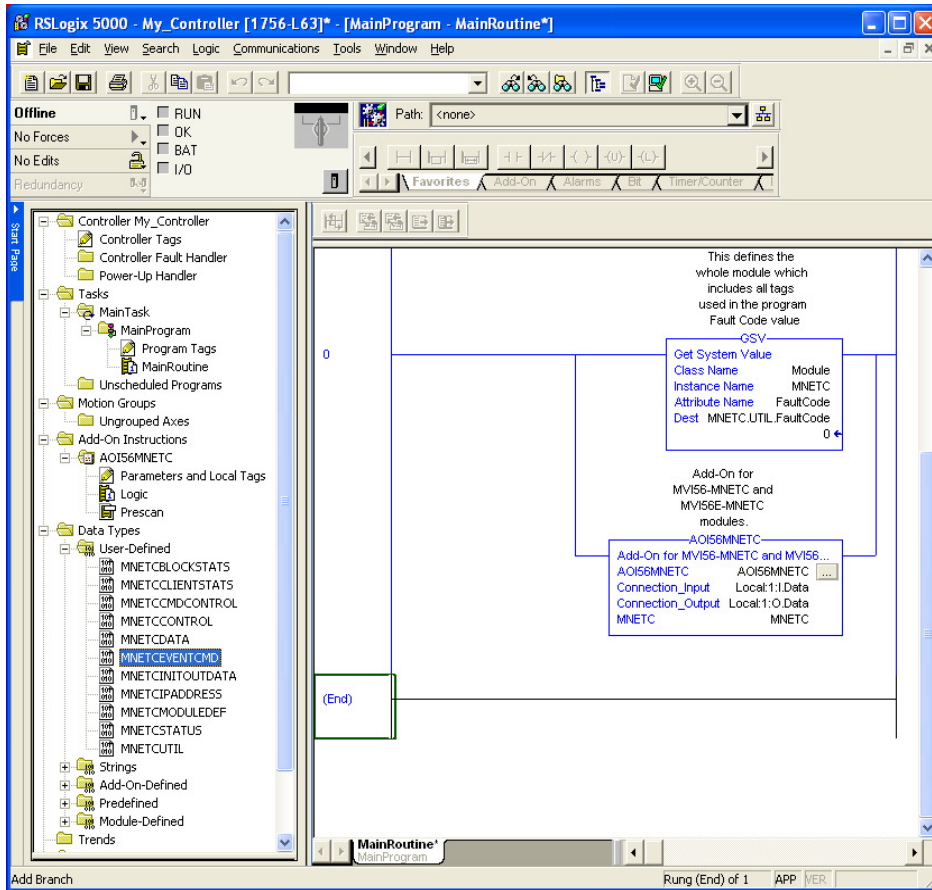 RSLogix 5000 - My_Controller [1756-L63]* - [MainProgram - MainRoutine*]
File Edit View Search Logic Communications Tools Window Help
Offline
RUN
No Forces
OK
No Edits
BAT
Redundancy
I/O
Path: <none>
Favorites Add-On Alarms Bit Timer/Counter
Start Page
Controller My_Controller
Controller Tags
Controller Fault Handler
Power-Up Handler
Tasks
MainTask
MainProgram
Program Tags
MainRoutine
Unscheduled Programs
Motion Groups
Ungrouped Axes
Add-On Instructions
AOI56MNETC
Parameters and Local Tags
Logic
Prescan
Data Types
User-Defined
MNETCBLOCKSTATS
MNETCCLIENTSTATS
MNETCCMDCONTROL
MNETCCONTROL
MNETCDATA
MNETCEVENTCMD
MNETCINITOUTDATA
MNETCIPADDRESS
MNETCMODULEDEF
MNETCSTATUS
MNETCUTIL
Strings
Add-On-Defined
Predefined
Module-Defined
Trends
This defines the
whole module which
includes all tags
used in the program
Fault Code value
0
GSV
Get System Value
Class Name Module
Instance Name MNETC
Attribute Name FaultCode
Dest MNETC.UTIL.FaultCode
0
Add-On for
MVI56-MNETC and
MVI56E-MNETC
modules.
AOI56MNETC
Add-On for MVI56-MNETC and MVI56...
AOI56MNETC AOI56MNETC ...
Connection_Input Local:1:I.Data
Connection_Output Local:1:O.Data
MNETC MNETC
(End)
MainRoutine*
MainProgram
Add Branch
Rung (End) of 1 APP VER